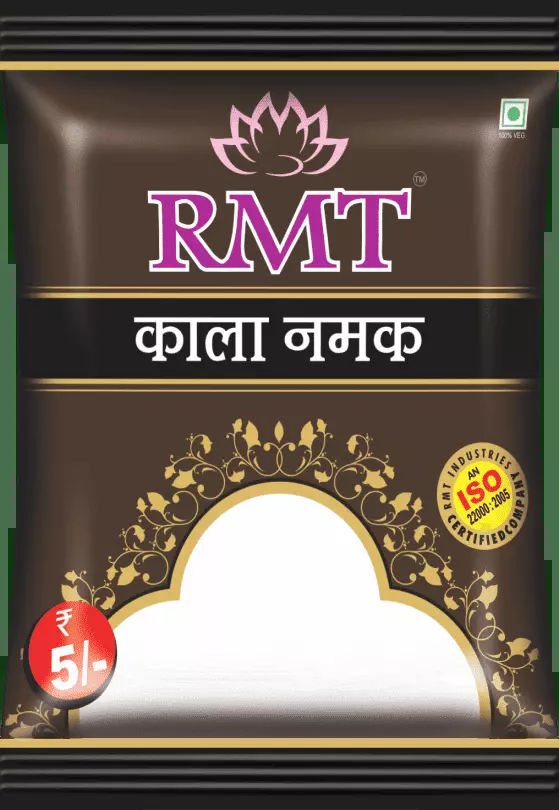 100% VEG
RMT
TM
काला नमक
RMT INDUSTRIES
AN
ISO
22000:2005
CERTIFIED COMPANY
₹
5/-